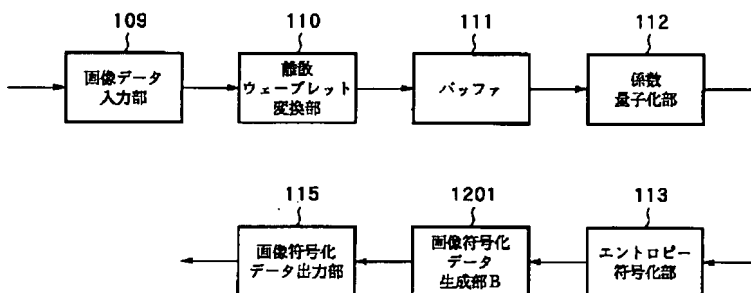 109
画像データ
入力部
110
離散
ウェーブレット
変換部
111
バッファ
112
係数
量子化部
115
画像符号化
データ出力部
1201
画像符号化
データ
生成部B
113
エントロピー
符号化部